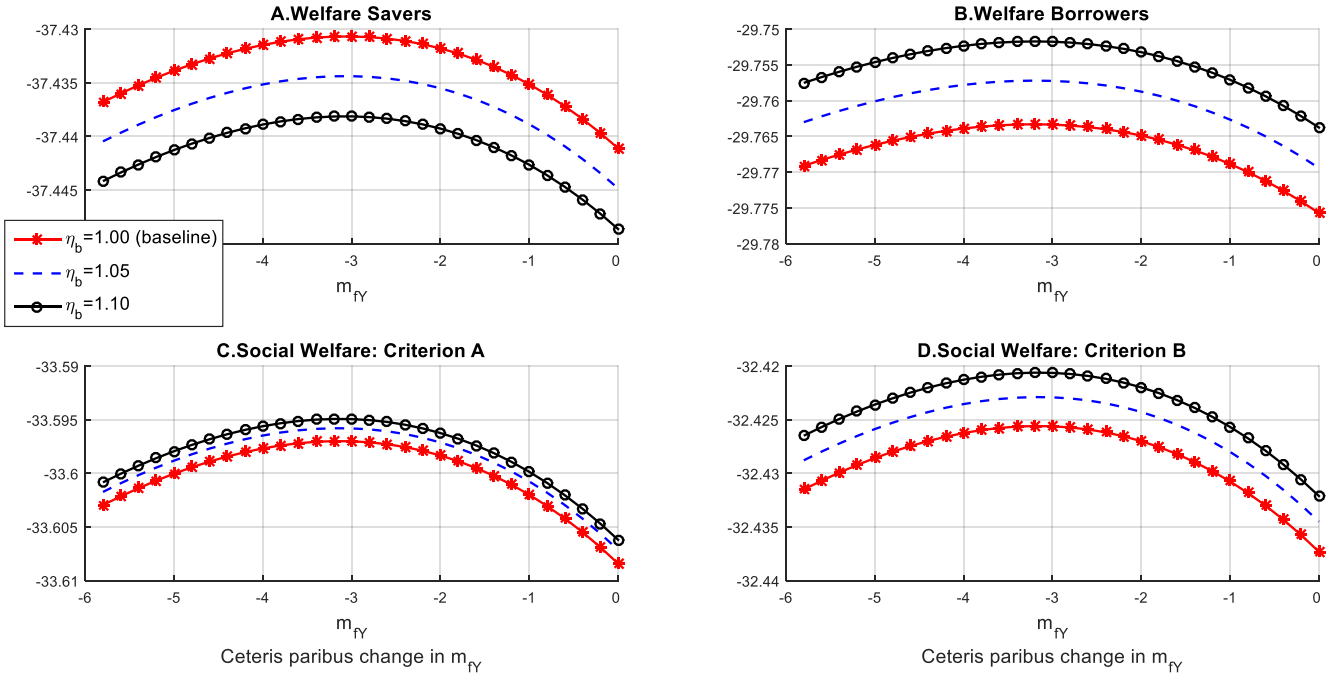 A.Welfare Savers
-37.43
-37.435
-37.44
-37.445
-4 -3 -2 -1 0
m_fY
η_b=1.00 (baseline)
η_b=1.05
η_b=1.10
B.Welfare Borrowers
-29.75
-29.755
-29.76
-29.765
-29.77
-29.775
-29.78
-6 -5 -4 -3 -2 -1 0
m_fY
C.Social Welfare: Criterion A
-33.59
-33.595
-33.6
-33.605
-33.61
-6 -5 -4 -3 -2 -1 0
m_fY
Ceteris paribus change in m_fY
D.Social Welfare: Criterion B
-32.42
-32.425
-32.43
-32.435
-32.44
-6 -5 -4 -3 -2 -1 0
m_fY
Ceteris paribus change in m_fY